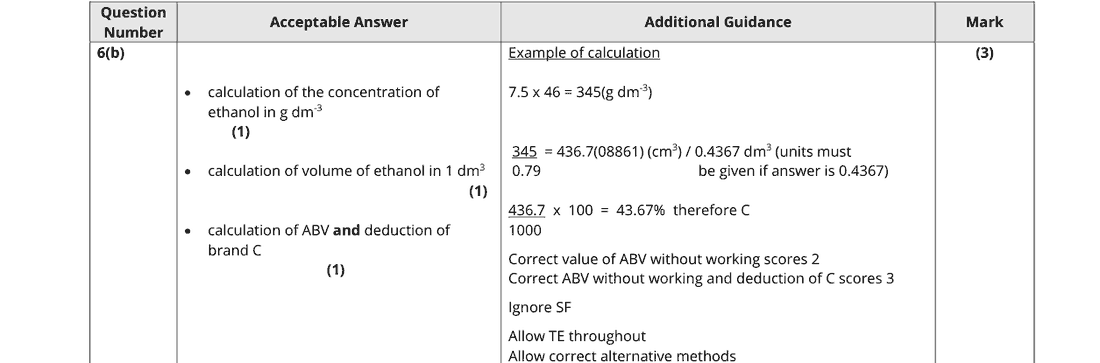 Question Number
Acceptable Answer
Additional Guidance
Mark
6(b)
Example of calculation
(3)
• calculation of the concentration of
ethanol in g dm⁻³
(1)
7.5 x 46 = 345(g dm⁻³)
• calculation of volume of ethanol in 1 dm³
(1)
345 = 436.7(08861) (cm³) / 0.4367 dm³ (units must
0.79 be given if answer is 0.4367)
• calculation of ABV and deduction of
brand C
(1)
436.7 x 100 = 43.67% therefore C
1000
Correct value of ABV without working scores 2
Correct ABV without working and deduction of C scores 3
Ignore SF
Allow TE throughout
Allow correct alternative methods